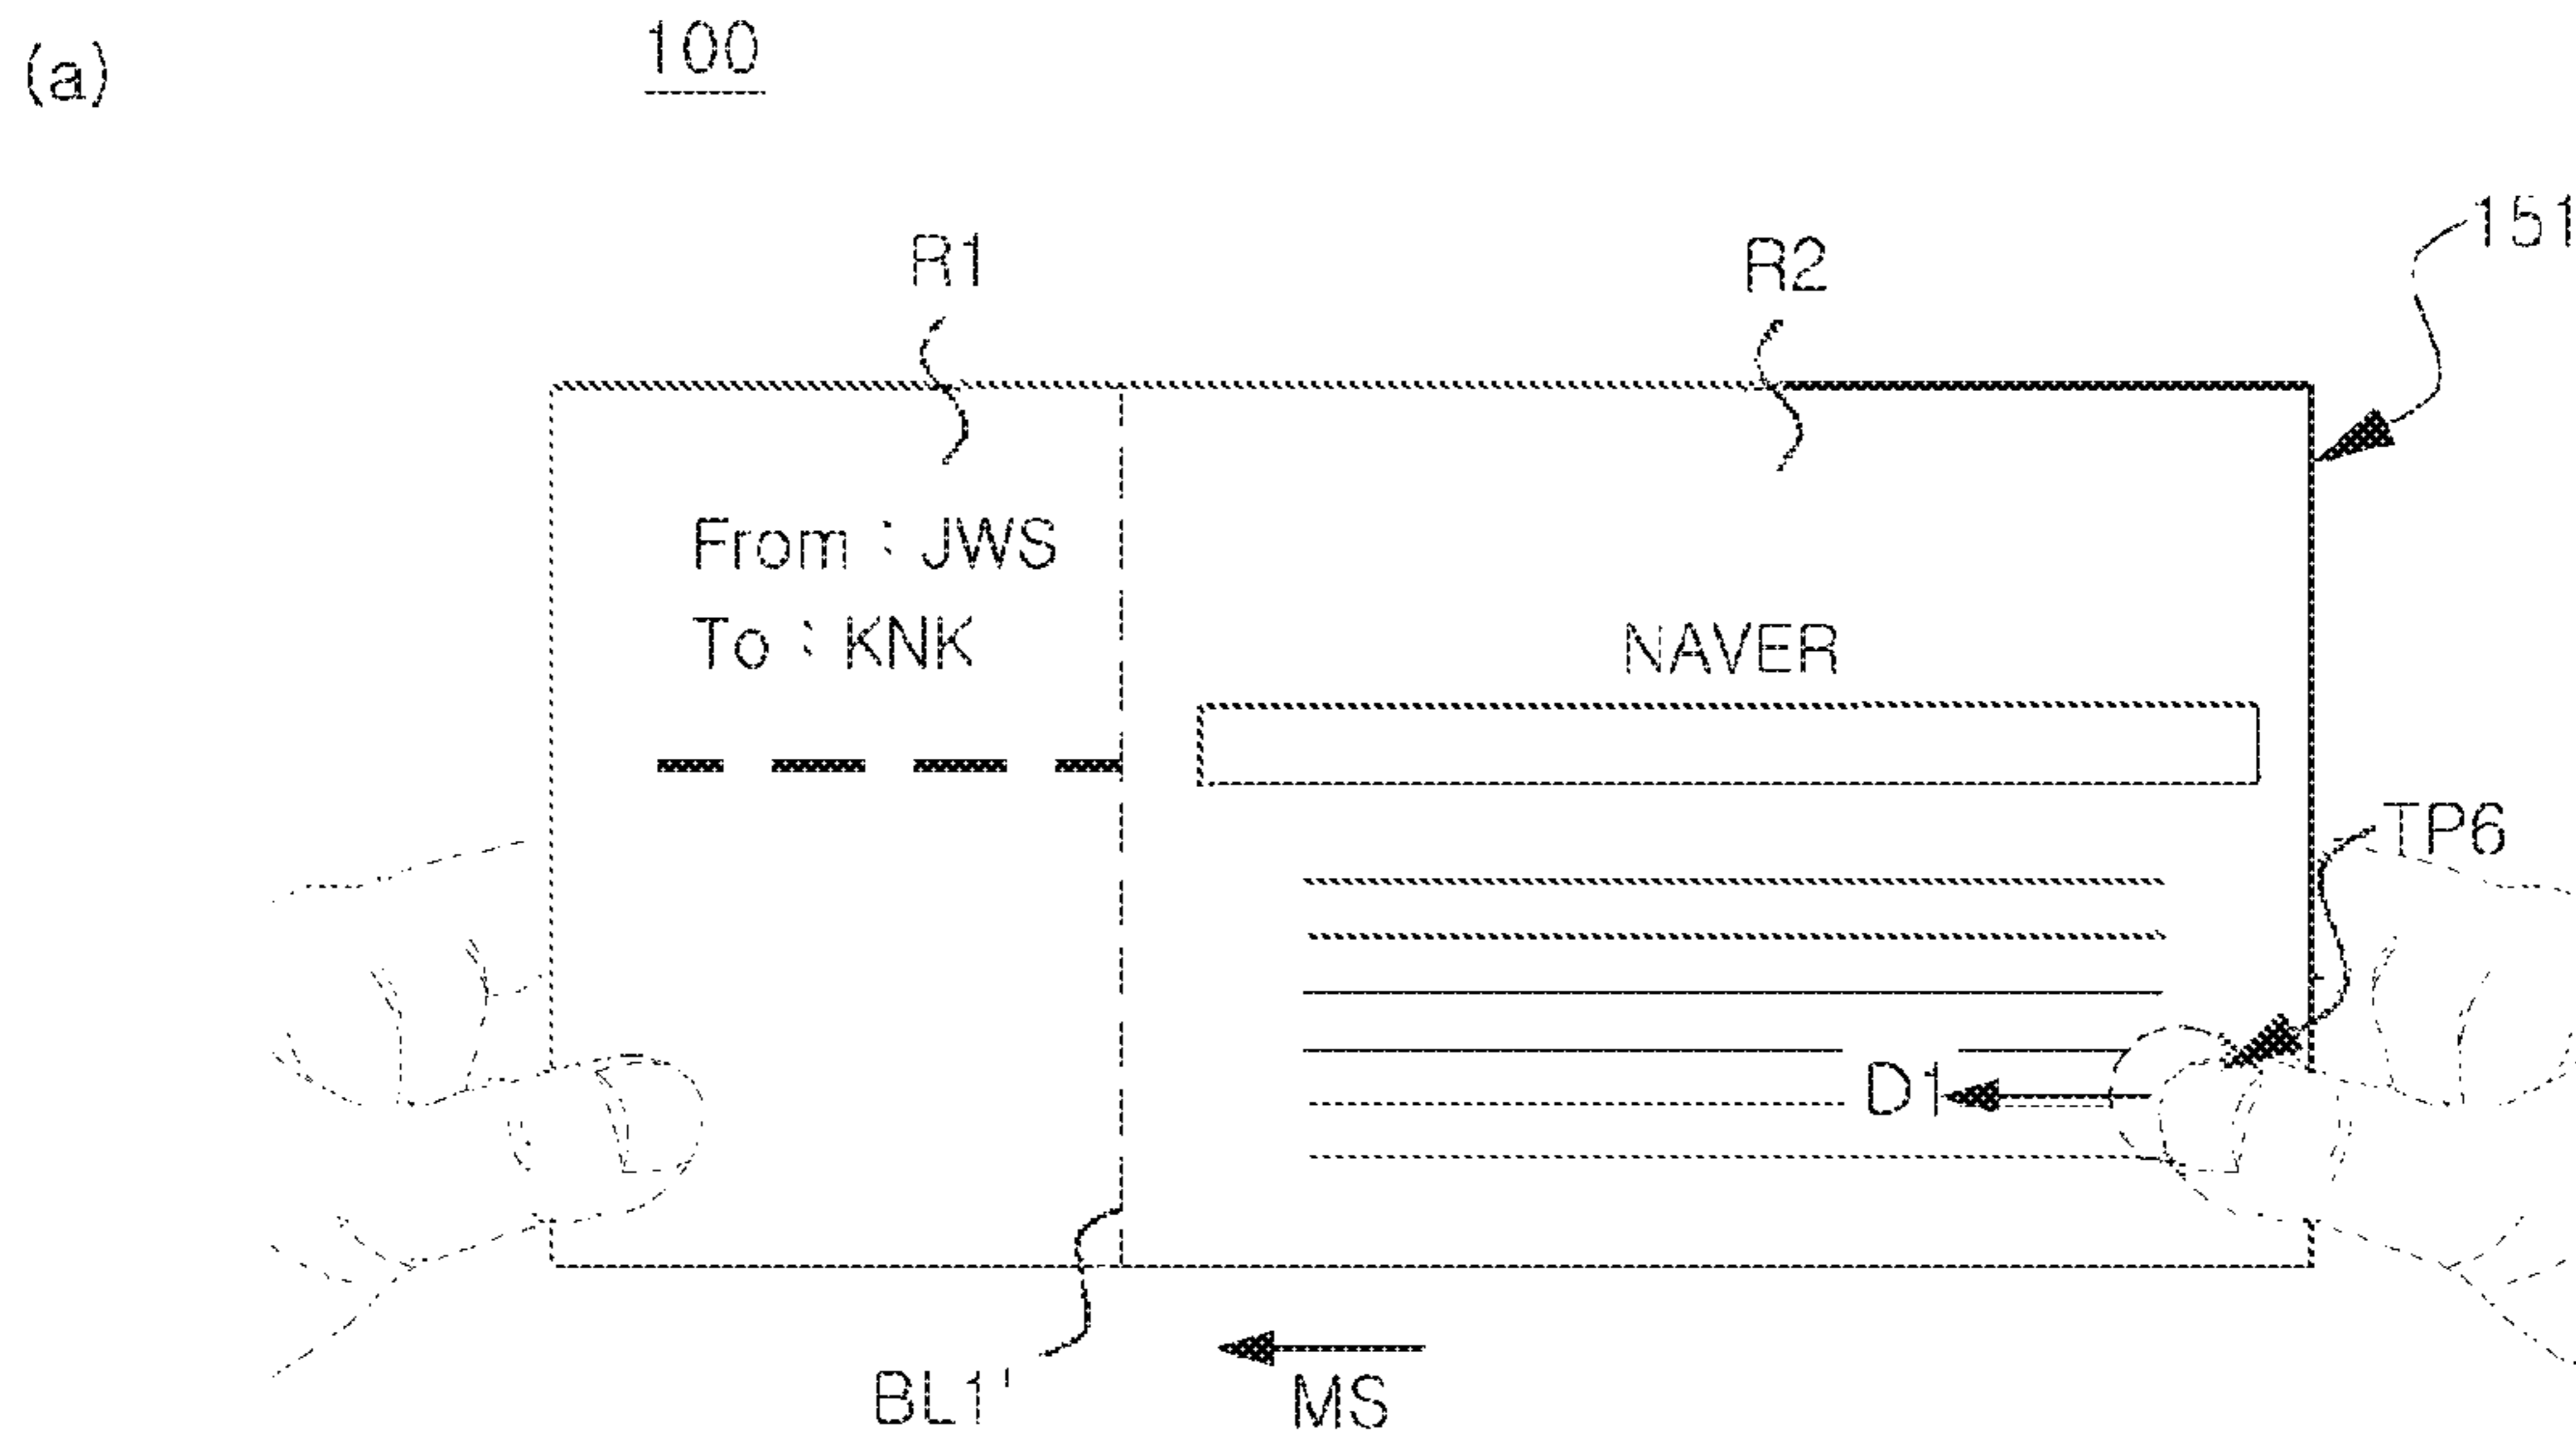 (a)
100
151
R1
R2
From : JWS
To : KNK
NAVER
TP6
D1
BL1'
MS